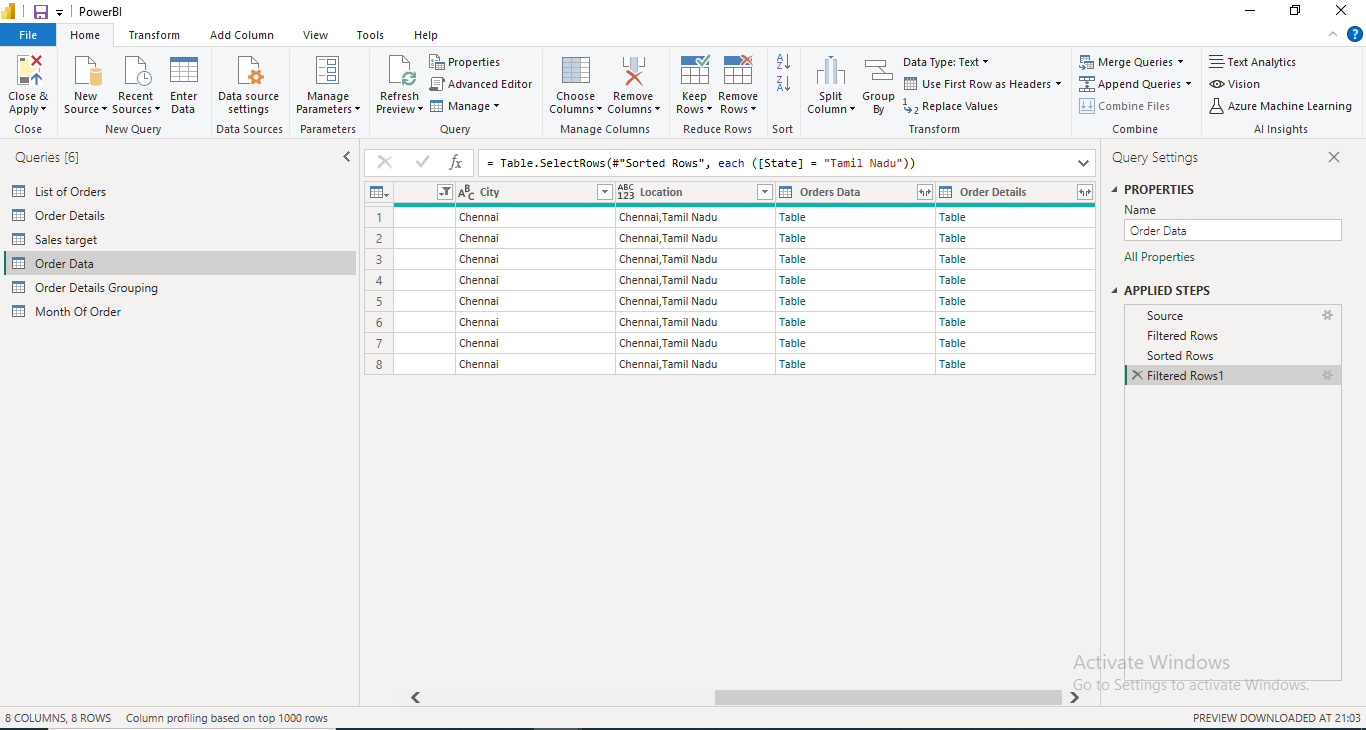 PowerBI
File Home Transform Add Column View Tools Help
Close & Apply
New Source
Recent Sources
Enter Data
Data source settings
Manage Parameters
Refresh Preview
Properties
Advanced Editor
Manage
Choose Columns
Remove Columns
Keep Rows
Remove Rows
Split Column
Group By
Data Type: Text
Use First Row as Headers
Replace Values
Merge Queries
Append Queries
Combine Files
Text Analytics
Vision
Azure Machine Learning
Close New Query Data Sources Parameters Query Manage Columns Reduce Rows Sort Transform Combine AI Insights
Queries [6]
List of Orders
Order Details
Sales target
Order Data
Order Details Grouping
Month Of Order
fx = Table.SelectRows(#"Sorted Rows", each ([State] = "Tamil Nadu"))
ABC City ABC 123 Location Orders Data Order Details
1 Chennai Chennai,Tamil Nadu Table Table
2 Chennai Chennai,Tamil Nadu Table Table
3 Chennai Chennai,Tamil Nadu Table Table
4 Chennai Chennai,Tamil Nadu Table Table
5 Chennai Chennai,Tamil Nadu Table Table
6 Chennai Chennai,Tamil Nadu Table Table
7 Chennai Chennai,Tamil Nadu Table Table
8 Chennai Chennai,Tamil Nadu Table Table
Query Settings
PROPERTIES
Name
Order Data
All Properties
APPLIED STEPS
Source
Filtered Rows
Sorted Rows
Filtered Rows1
Activate Windows
Go to Settings to activate Windows.
8 COLUMNS, 8 ROWS Column profiling based on top 1000 rows PREVIEW DOWNLOADED AT 21:03